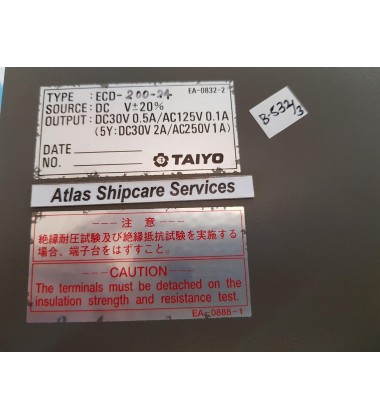 TYPE : ECD-200-24 EA-0832-2
SOURCE: DC V±20%
OUTPUT: DC30V 0.5A/AC125V 0.1A
(5Y:DC30V 2A/AC250V 1A)
DATE
NO. TAIYO
B-532/3
Atlas Shipcare Services
--- 注 意 ---
絶縁耐圧試験及び絶縁抵抗試験を実施する
場合、端子台をはずすこと。
--- CAUTION ---
The terminals must be detached on the
insulation strength and resistance test.
EA-0888-1